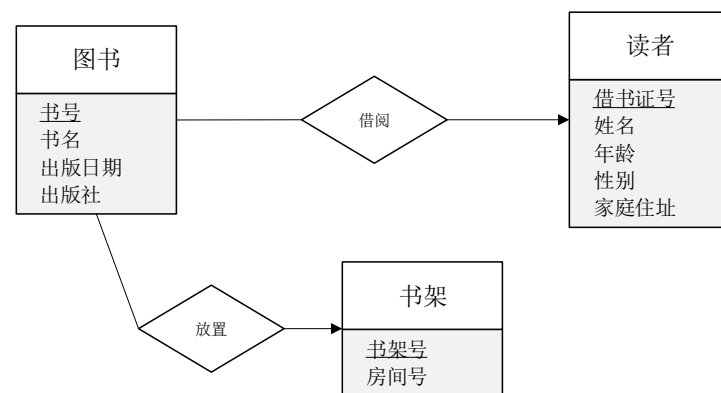 图书
书号
书名
出版日期
出版社
借阅
读者
借书证号
姓名
年龄
性别
家庭住址
放置
书架
书架号
房间号